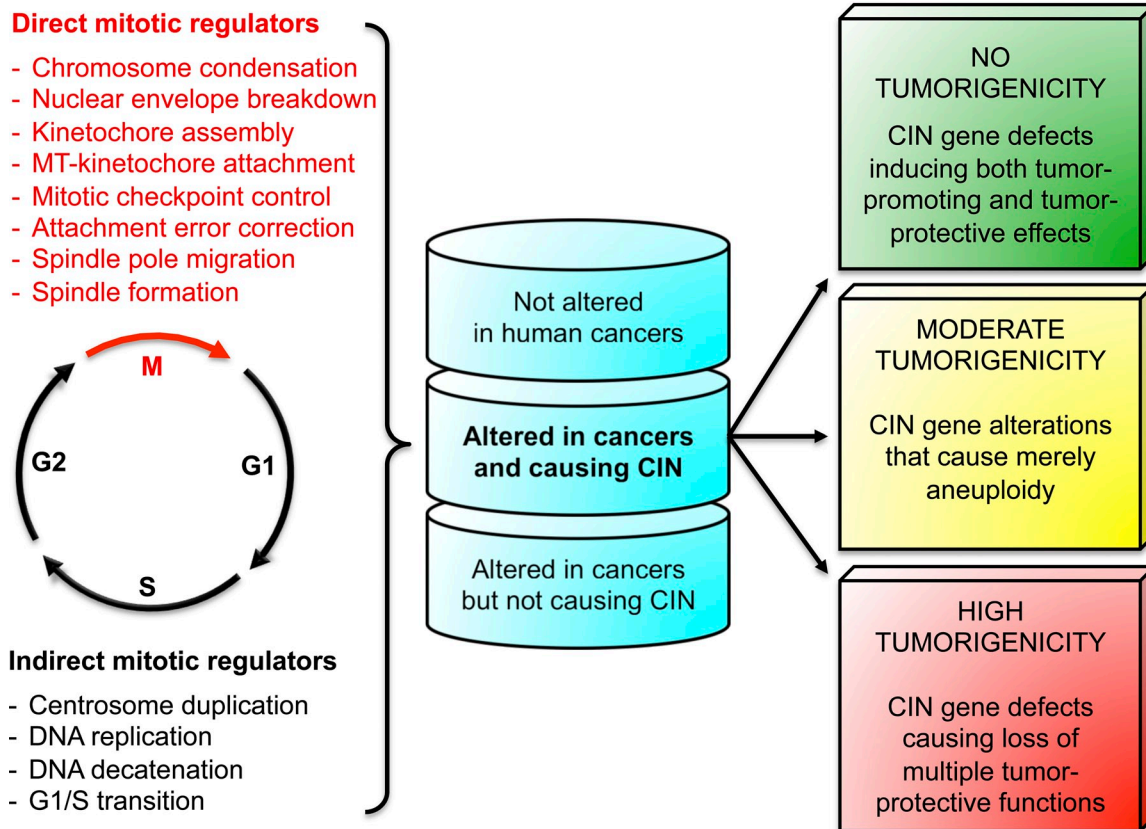 Direct mitotic regulators
- Chromosome condensation
- Nuclear envelope breakdown
- Kinetochore assembly
- MT-kinetochore attachment
- Mitotic checkpoint control
- Attachment error correction
- Spindle pole migration
- Spindle formation
M
G2
G1
S
Indirect mitotic regulators
- Centrosome duplication
- DNA replication
- DNA decatenation
- G1/S transition
Not altered
in human cancers
Altered in cancers
and causing CIN
Altered in cancers
but not causing CIN
NO
TUMORIGENICITY
CIN gene defects
inducing both tumor-
promoting and tumor-
protective effects
MODERATE
TUMORIGENICITY
CIN gene alterations
that cause merely
aneuploidy
HIGH
TUMORIGENICITY
CIN gene defects
causing loss of
multiple tumor-
protective functions